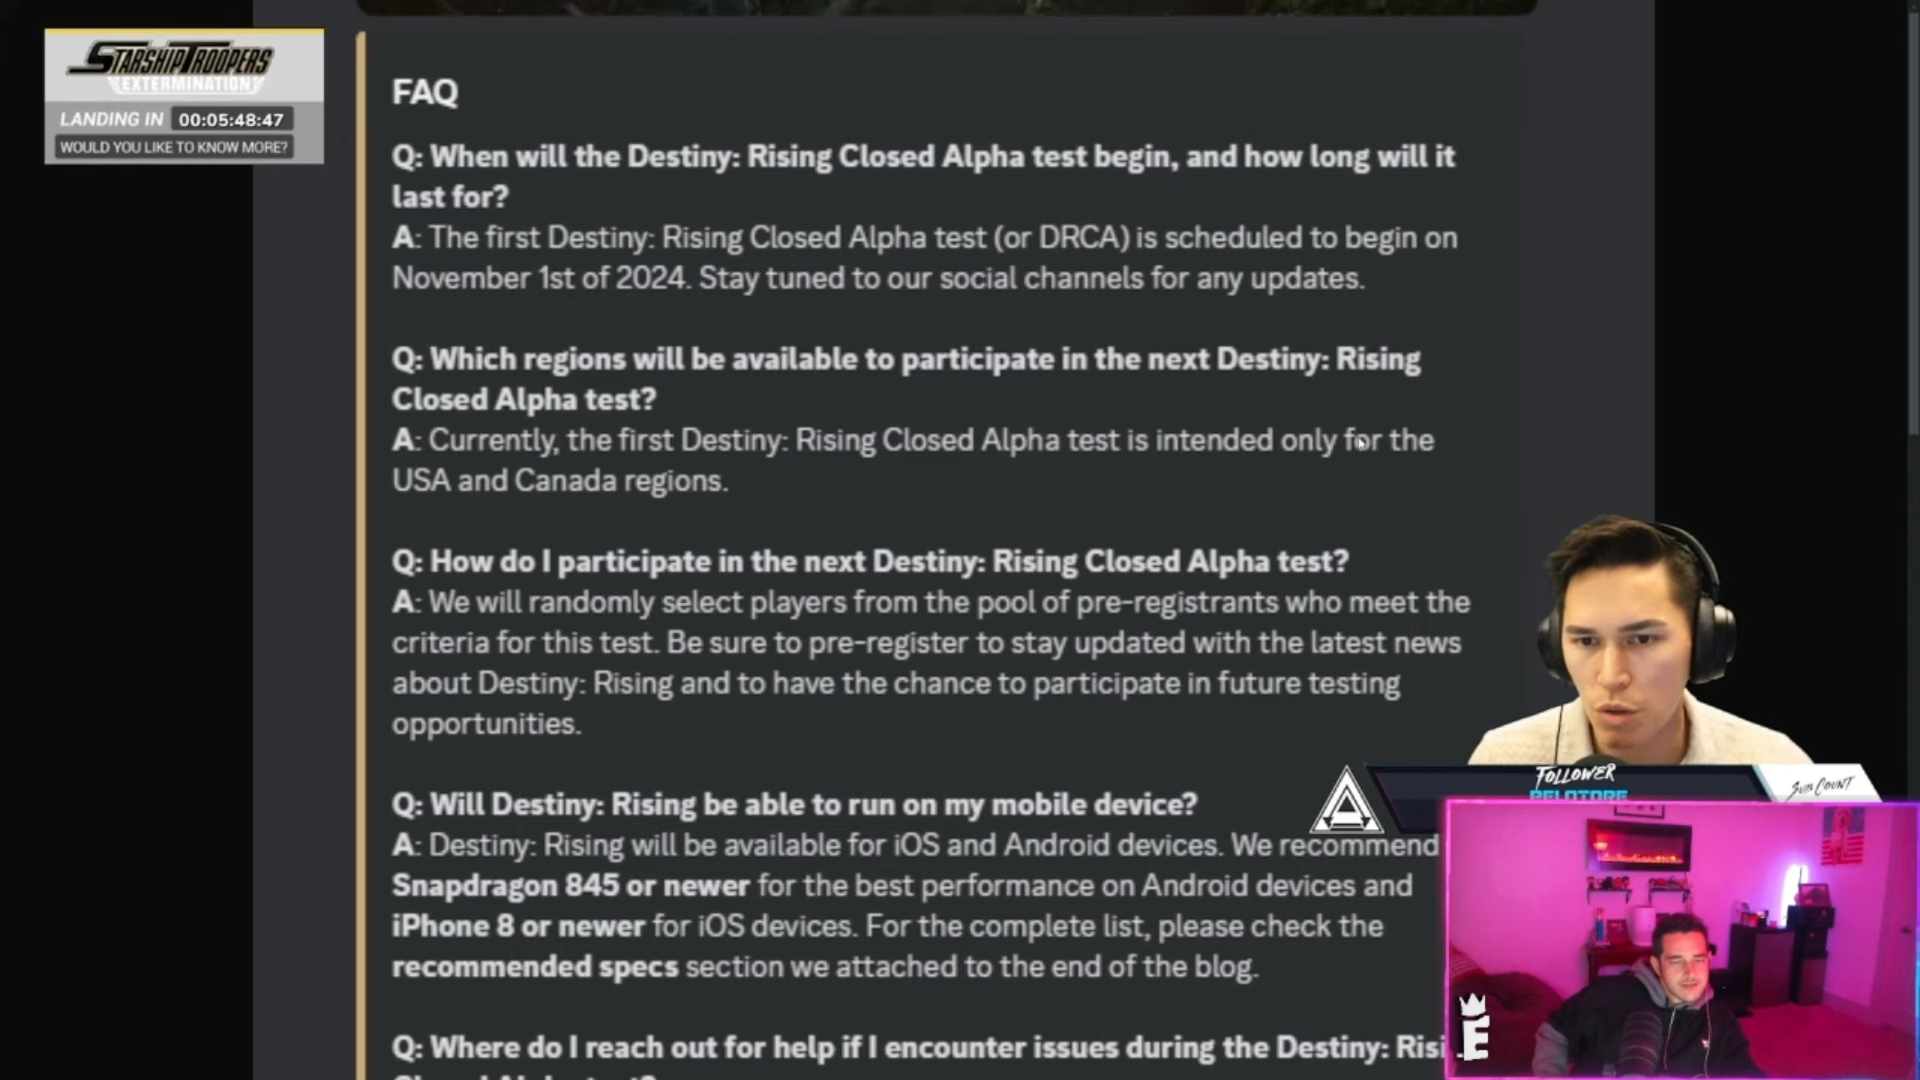 STARSHIP TROOPERS
EXTERMINATION
LANDING IN 00:05:48:47
WOULD YOU LIKE TO KNOW MORE?
FAQ
Q: When will the Destiny: Rising Closed Alpha test begin, and how long will it
last for?
A: The first Destiny: Rising Closed Alpha test (or DRCA) is scheduled to begin on
November 1st of 2024. Stay tuned to our social channels for any updates.
Q: Which regions will be available to participate in the next Destiny: Rising
Closed Alpha test?
A: Currently, the first Destiny: Rising Closed Alpha test is intended only for the
USA and Canada regions.
Q: How do I participate in the next Destiny: Rising Closed Alpha test?
A: We will randomly select players from the pool of pre-registrants who meet the
criteria for this test. Be sure to pre-register to stay updated with the latest news
about Destiny: Rising and to have the chance to participate in future testing
opportunities.
Q: Will Destiny: Rising be able to run on my mobile device?
A: Destiny: Rising will be available for iOS and Android devices. We recommend
Snapdragon 845 or newer for the best performance on Android devices and
iPhone 8 or newer for iOS devices. For the complete list, please check the
recommended specs section we attached to the end of the blog.
Q: Where do I reach out for help if I encounter issues during the Destiny: Risi
FOLLOWER
SUB COUNT
E